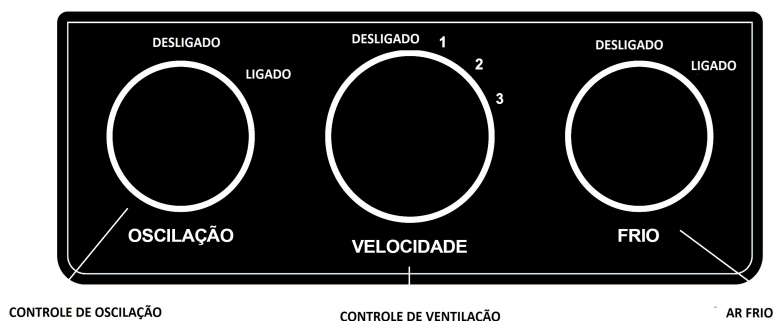 DESLIGADO
LIGADO
OSCILAÇÃO
DESLIGADO 1
2
3
VELOCIDADE
DESLIGADO
LIGADO
FRIO
CONTROLE DE OSCILAÇÃO
CONTROLE DE VENTILAÇÃO
AR FRIO